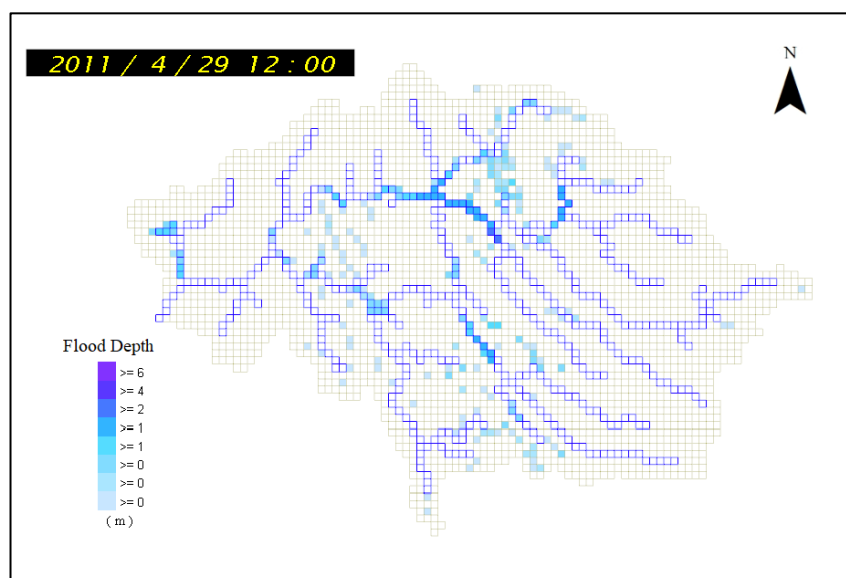 2011 / 4 / 29 12 : 00
N
Flood Depth
>= 6
>= 4
>= 2
>= 1
>= 1
>= 0
>= 0
>= 0
( m )